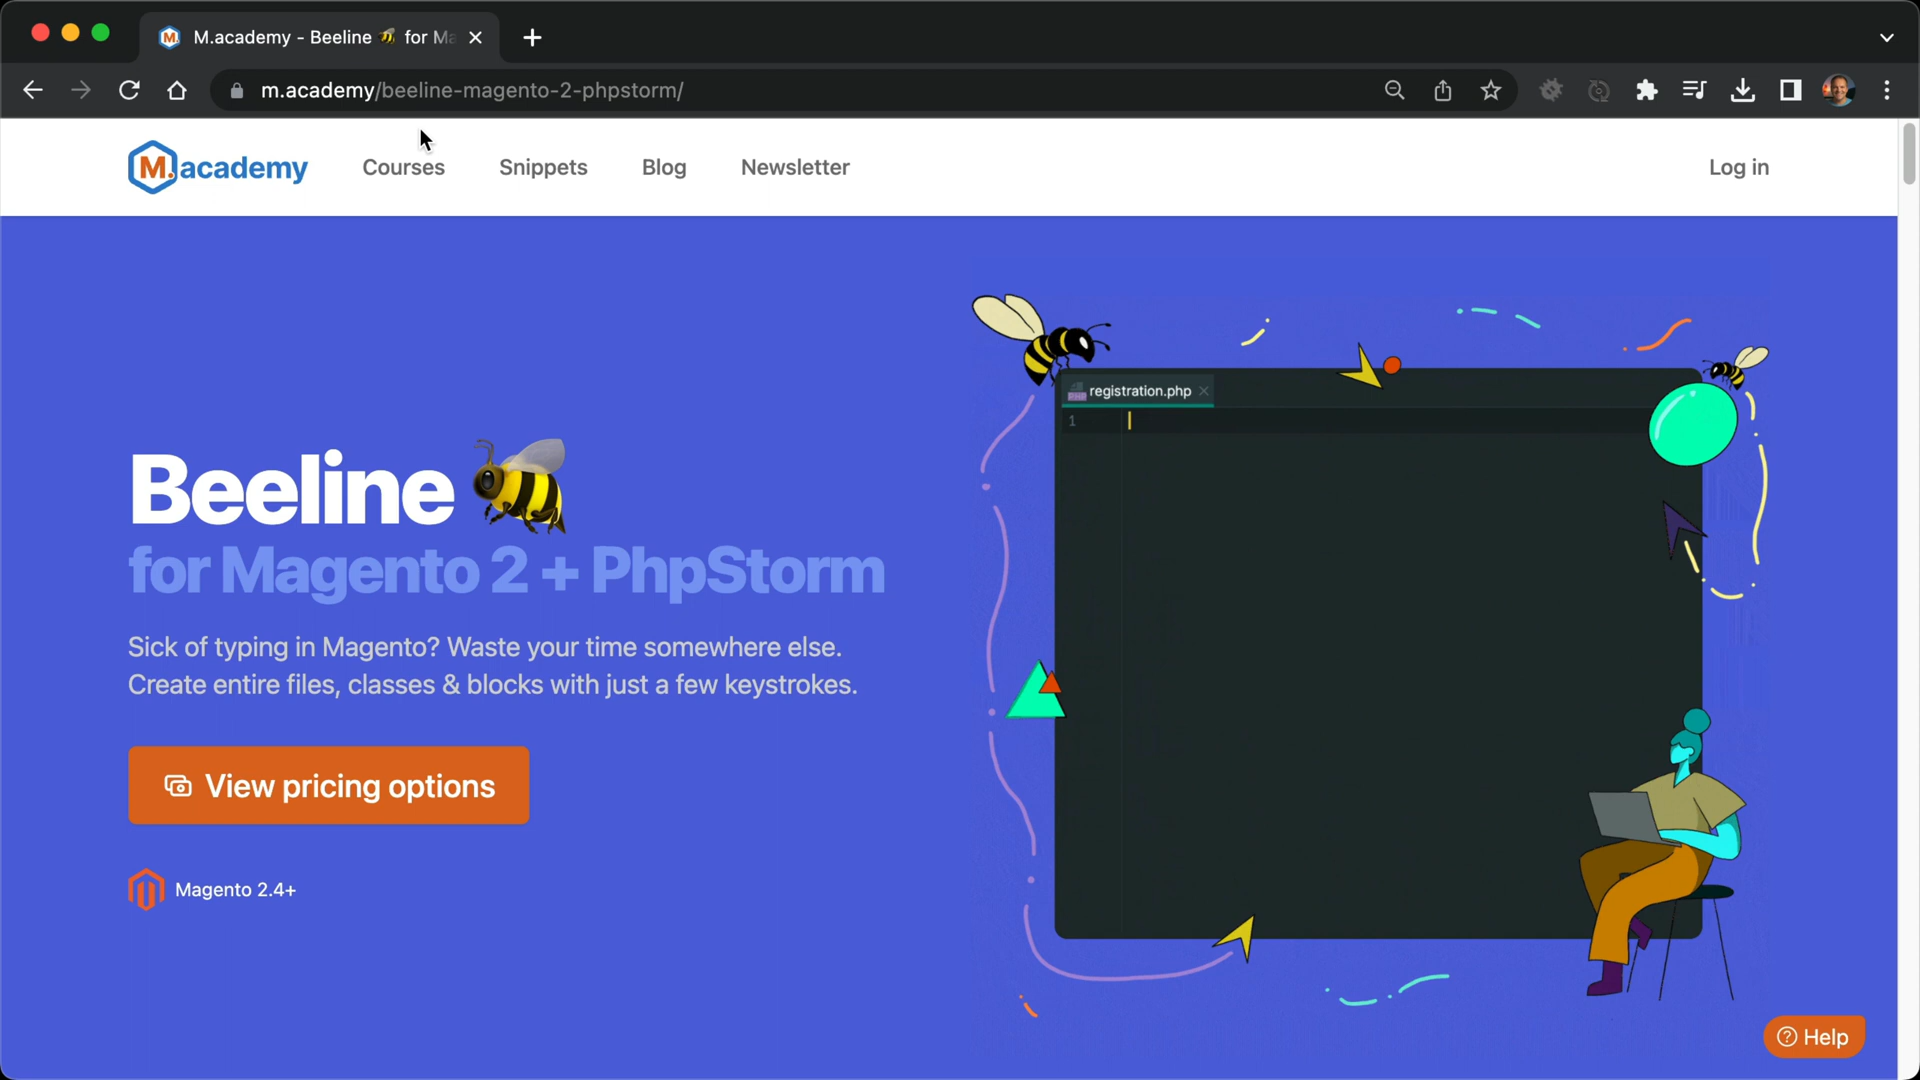 M.academy - Beeline 🐝 for Ma
m.academy/beeline-magento-2-phpstorm/
M.academy
Courses
Snippets
Blog
Newsletter
Log in
registration.php
1
Beeline 🐝
for Magento 2 + PhpStorm
Sick of typing in Magento? Waste your time somewhere else.
Create entire files, classes & blocks with just a few keystrokes.
View pricing options
Magento 2.4+
Help